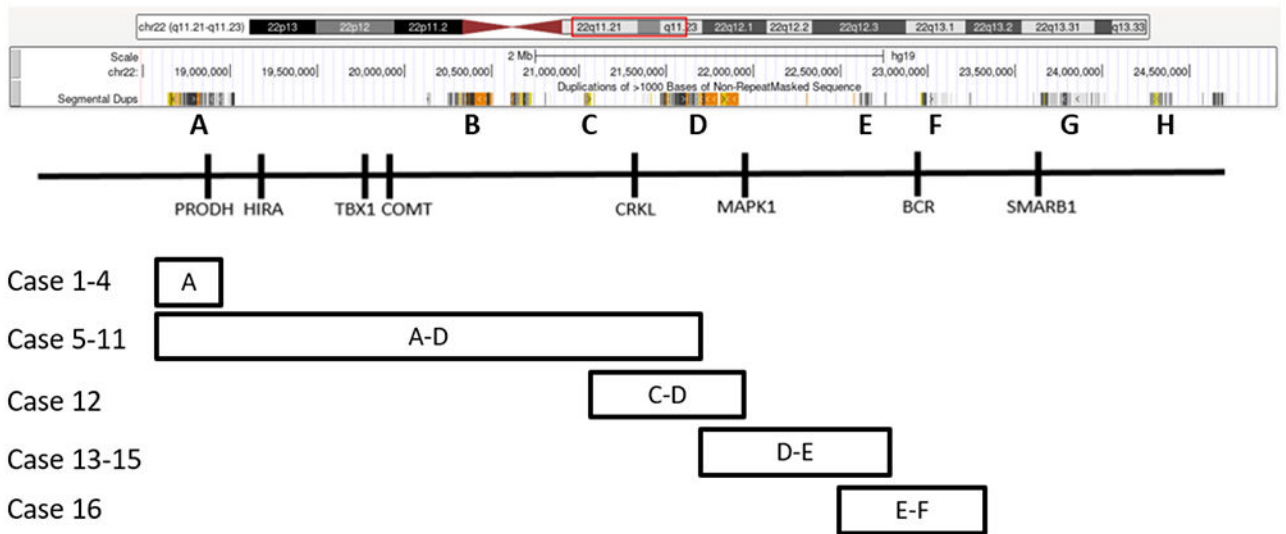 chr22 (q11.21-q11.23) 22p13 22p12 22p11.2 22q11.21 q11.23 22q12.1 22q12.2 22q12.3 22q13.1 22q13.2 22q13.31 q13.33
Scale 2 Mb hg19
chr22: 19,000,000 19,500,000 20,000,000 20,500,000 21,000,000 21,500,000 22,000,000 22,500,000 23,000,000 23,500,000 24,000,000 24,500,000
Duplications of >1000 Bases of Non-RepeatMasked Sequence
Segmental Dups
A B C D E F G H
PRODH HIRA TBX1 COMT CRKL MAPK1 BCR SMARB1
Case 1-4 A
Case 5-11 A-D
Case 12 C-D
Case 13-15 D-E
Case 16 E-F